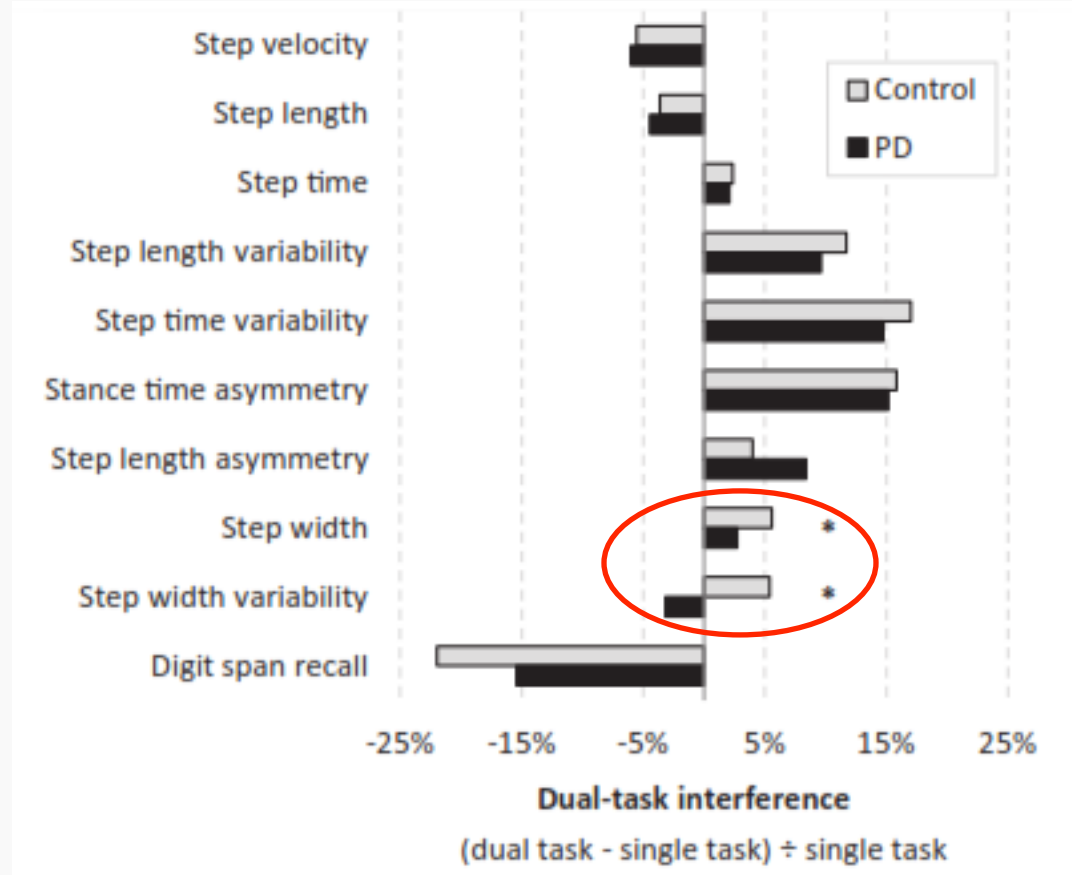 Step velocity
Step length
Step time
Step length variability
Step time variability
Stance time asymmetry
Step length asymmetry
Step width
*
Step width variability
*
Digit span recall
Control
PD
-25% -15% -5% 5% 15% 25%
Dual-task interference
(dual task - single task) ÷ single task